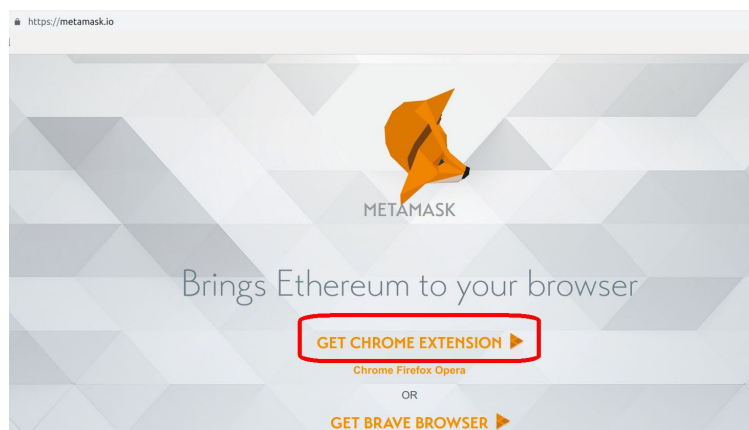 https://metamask.io
METAMASK
Brings Ethereum to your browser
GET CHROME EXTENSION
Chrome Firefox Opera
OR
GET BRAVE BROWSER